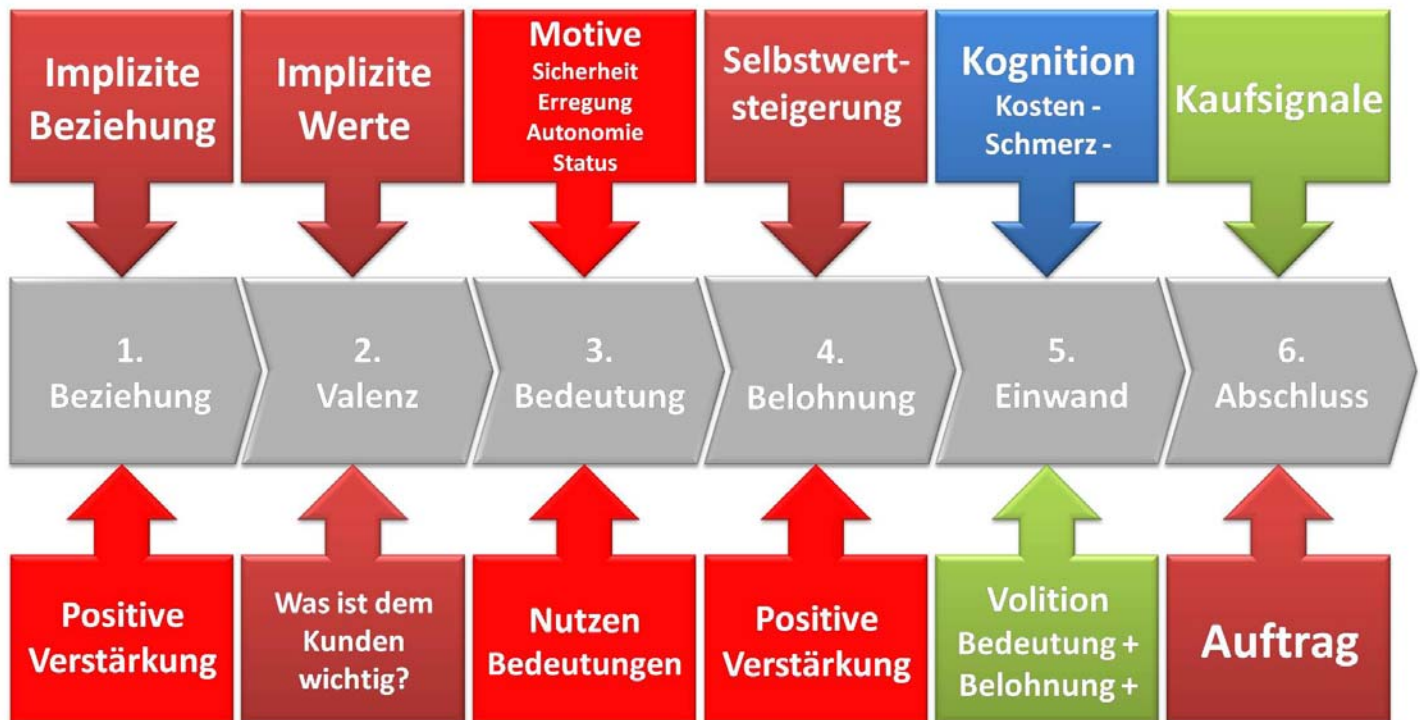 Implizite
Beziehung
Implizite
Werte
Motive
Sicherheit
Erregung
Autonomie
Status
Selbstwert-
steigerung
Kognition
Kosten -
Schmerz -
Kaufsignale
1.
Beziehung
2.
Valenz
3.
Bedeutung
4.
Belohnung
5.
Einwand
6.
Abschluss
Positive
Verstärkung
Was ist dem
Kunden
wichtig?
Nutzen
Bedeutungen
Positive
Verstärkung
Volition
Bedeutung +
Belohnung +
Auftrag